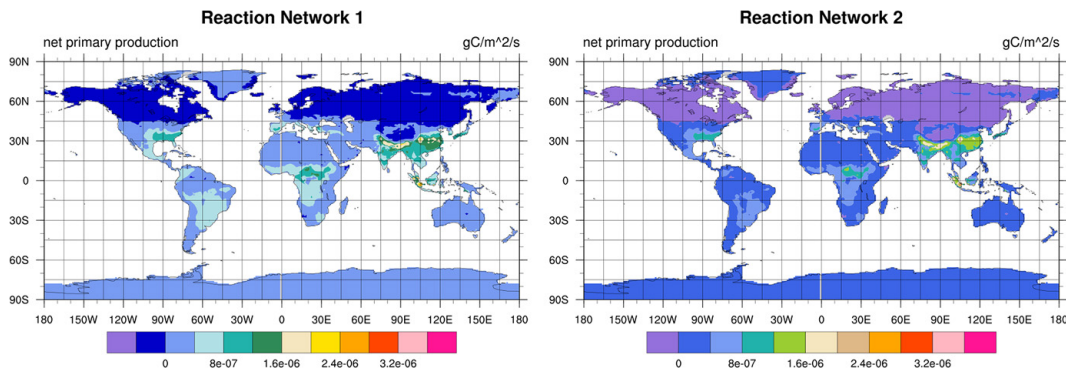 Reaction Network 1
net primary production gC/m^2/s
90N
60N
30N
0
30S
60S
90S
180 150W 120W 90W 60W 30W 0 30E 60E 90E 120E 150E 180
0 8e-07 1.6e-06 2.4e-06 3.2e-06
Reaction Network 2
net primary production gC/m^2/s
90N
60N
30N
0
30S
60S
90S
180 150W 120W 90W 60W 30W 0 30E 60E 90E 120E 150E 180
0 8e-07 1.6e-06 2.4e-06 3.2e-06